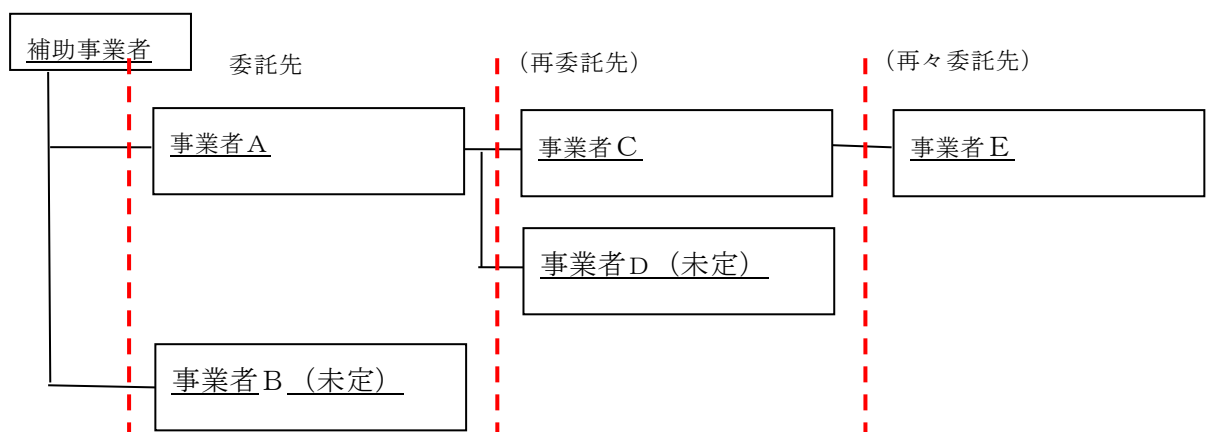 補助事業者
委託先
(再委託先)
(再々委託先)
事業者A
事業者C
事業者E
事業者D（未定）
事業者B（未定）